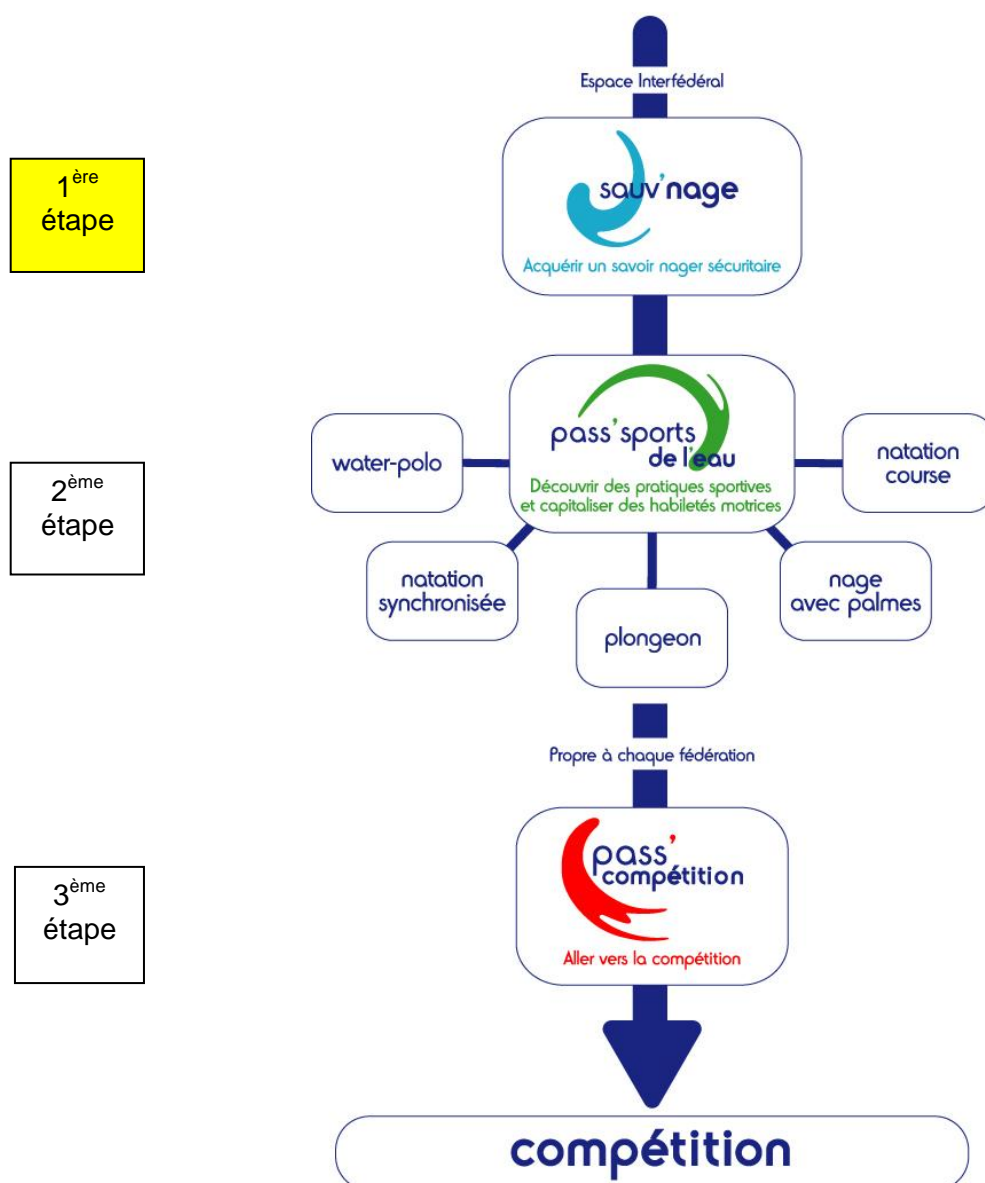 Espace Interfédéral
1ère
étape
sauv'nage
Acquérir un savoir nager sécuritaire
2ème
étape
pass'sports
de l'eau
Découvrir des pratiques sportives
et capitaliser des habiletés motrices
water-polo
natation
course
natation
synchronisée
plongeon
nage
avec palmes
Propre à chaque fédération
3ème
étape
pass'
compétition
Aller vers la compétition
compétition